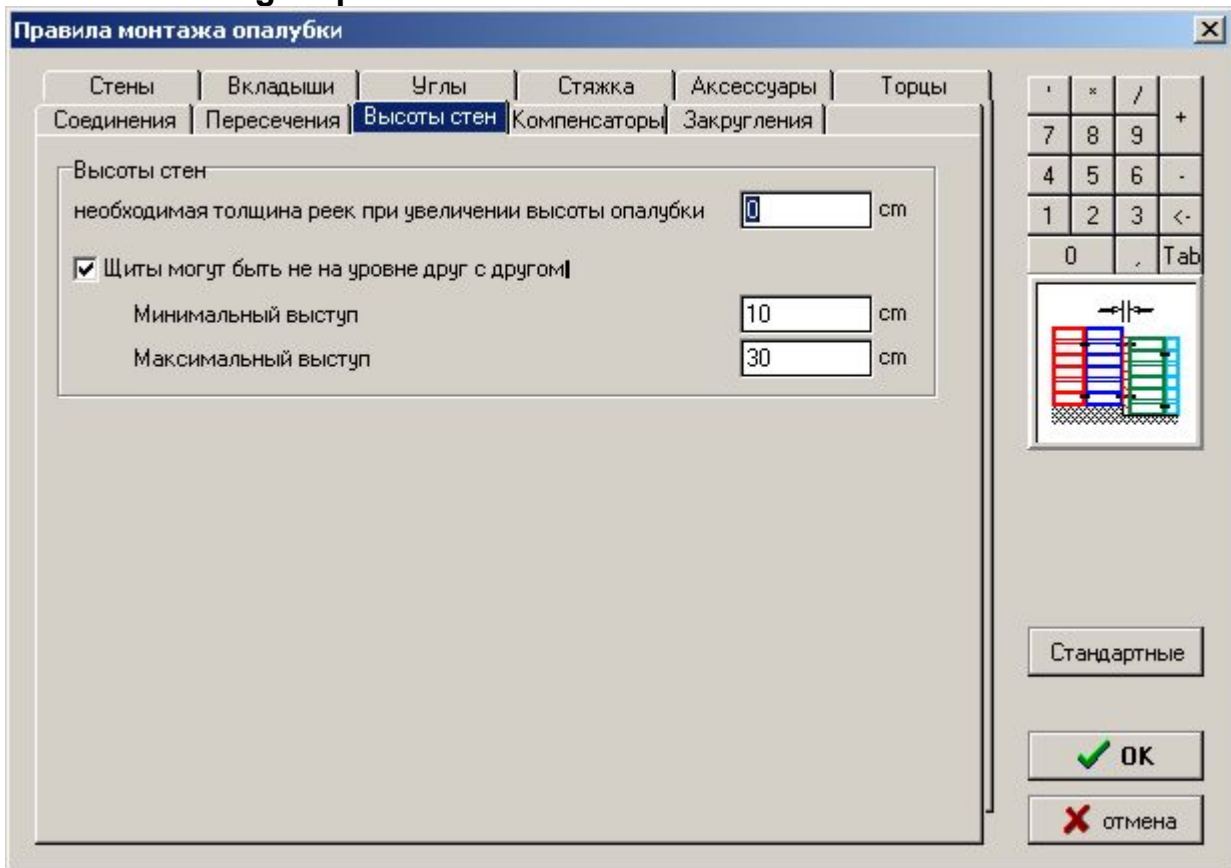 Правила монтажа опалубки
Стены Вкладыши Углы Стяжка Аксессуары Торцы
Соединения Пересечения Высоты стен Компенсаторы Закругления
Высоты стен
необходимая толщина реек при увеличении высоты опалубки 0 cm
Щиты могут быть не на уровне друг с другом
Минимальный выступ 10 cm
Максимальный выступ 30 cm
' * / +
7 8 9
4 5 6 -
1 2 3 <-
0 , Tab
Стандартные
OK
отмена